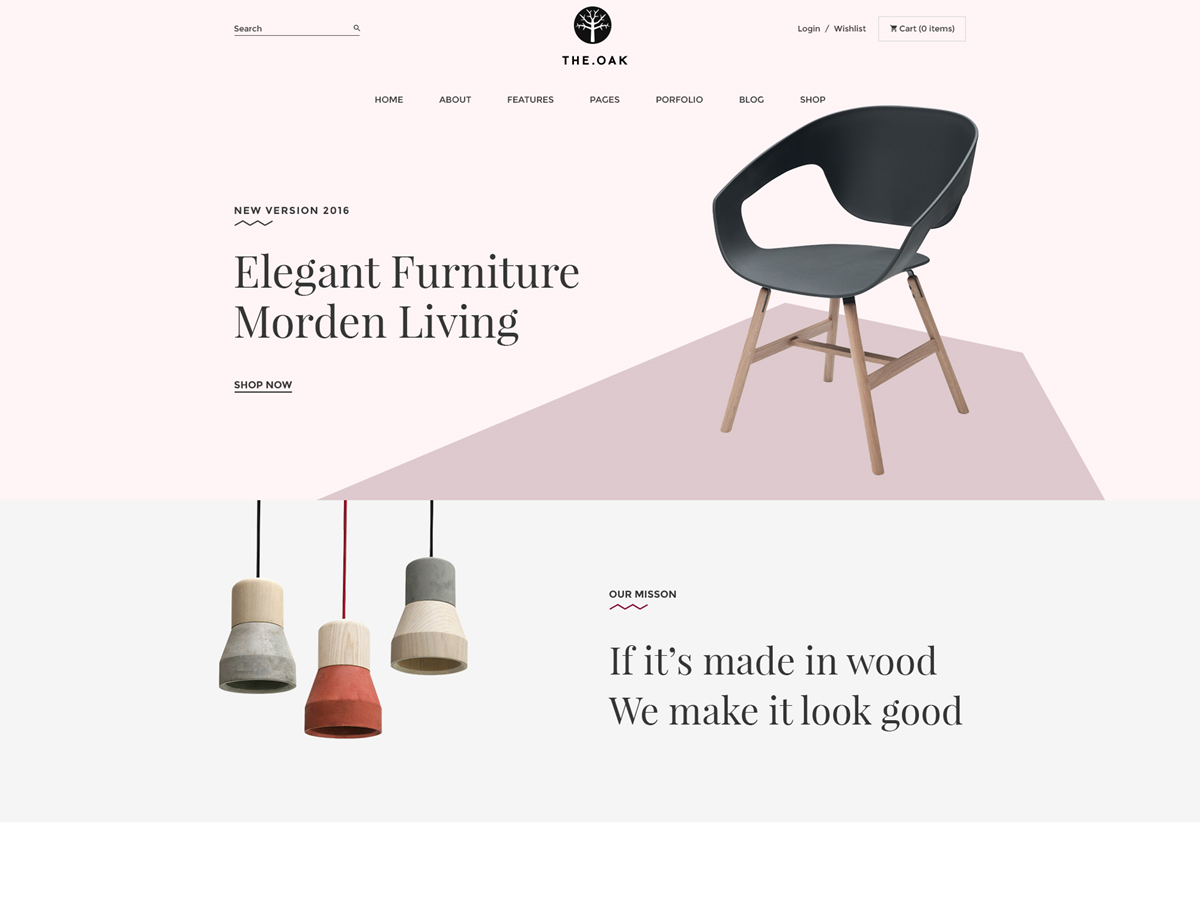 Search
THE.OAK
Login / Wishlist
Cart (0 items)
HOME ABOUT FEATURES PAGES PORFOLIO BLOG SHOP
NEW VERSION 2016
Elegant Furniture
Morden Living
SHOP NOW
OUR MISSON
If it’s made in wood
We make it look good